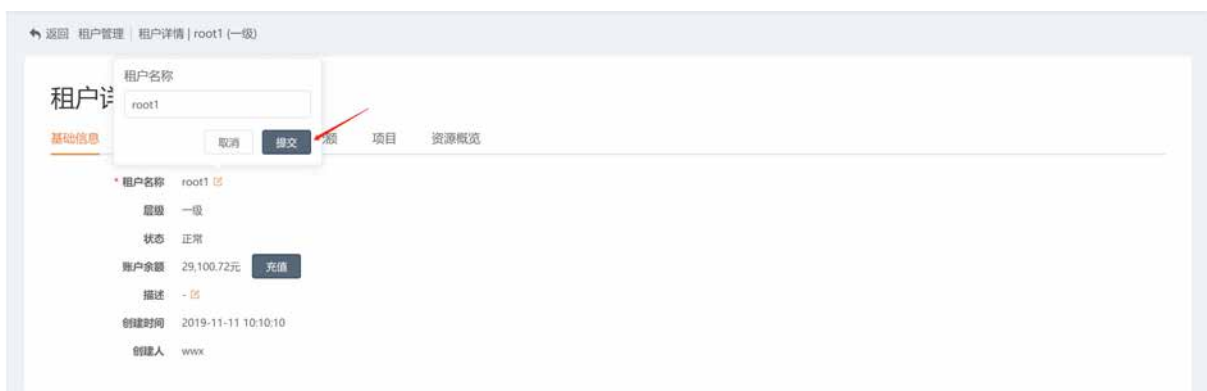 返回 租户管理 租户详情 | root1 (一级)
租户名称
租户详
root1
取消 提交
基础信息 额 项目 资源概览
* 租户名称 root1
层级 一级
状态 正常
账户余额 29,100.72元 充值
描述 -
创建时间 2019-11-11 10:10:10
创建人 wwx